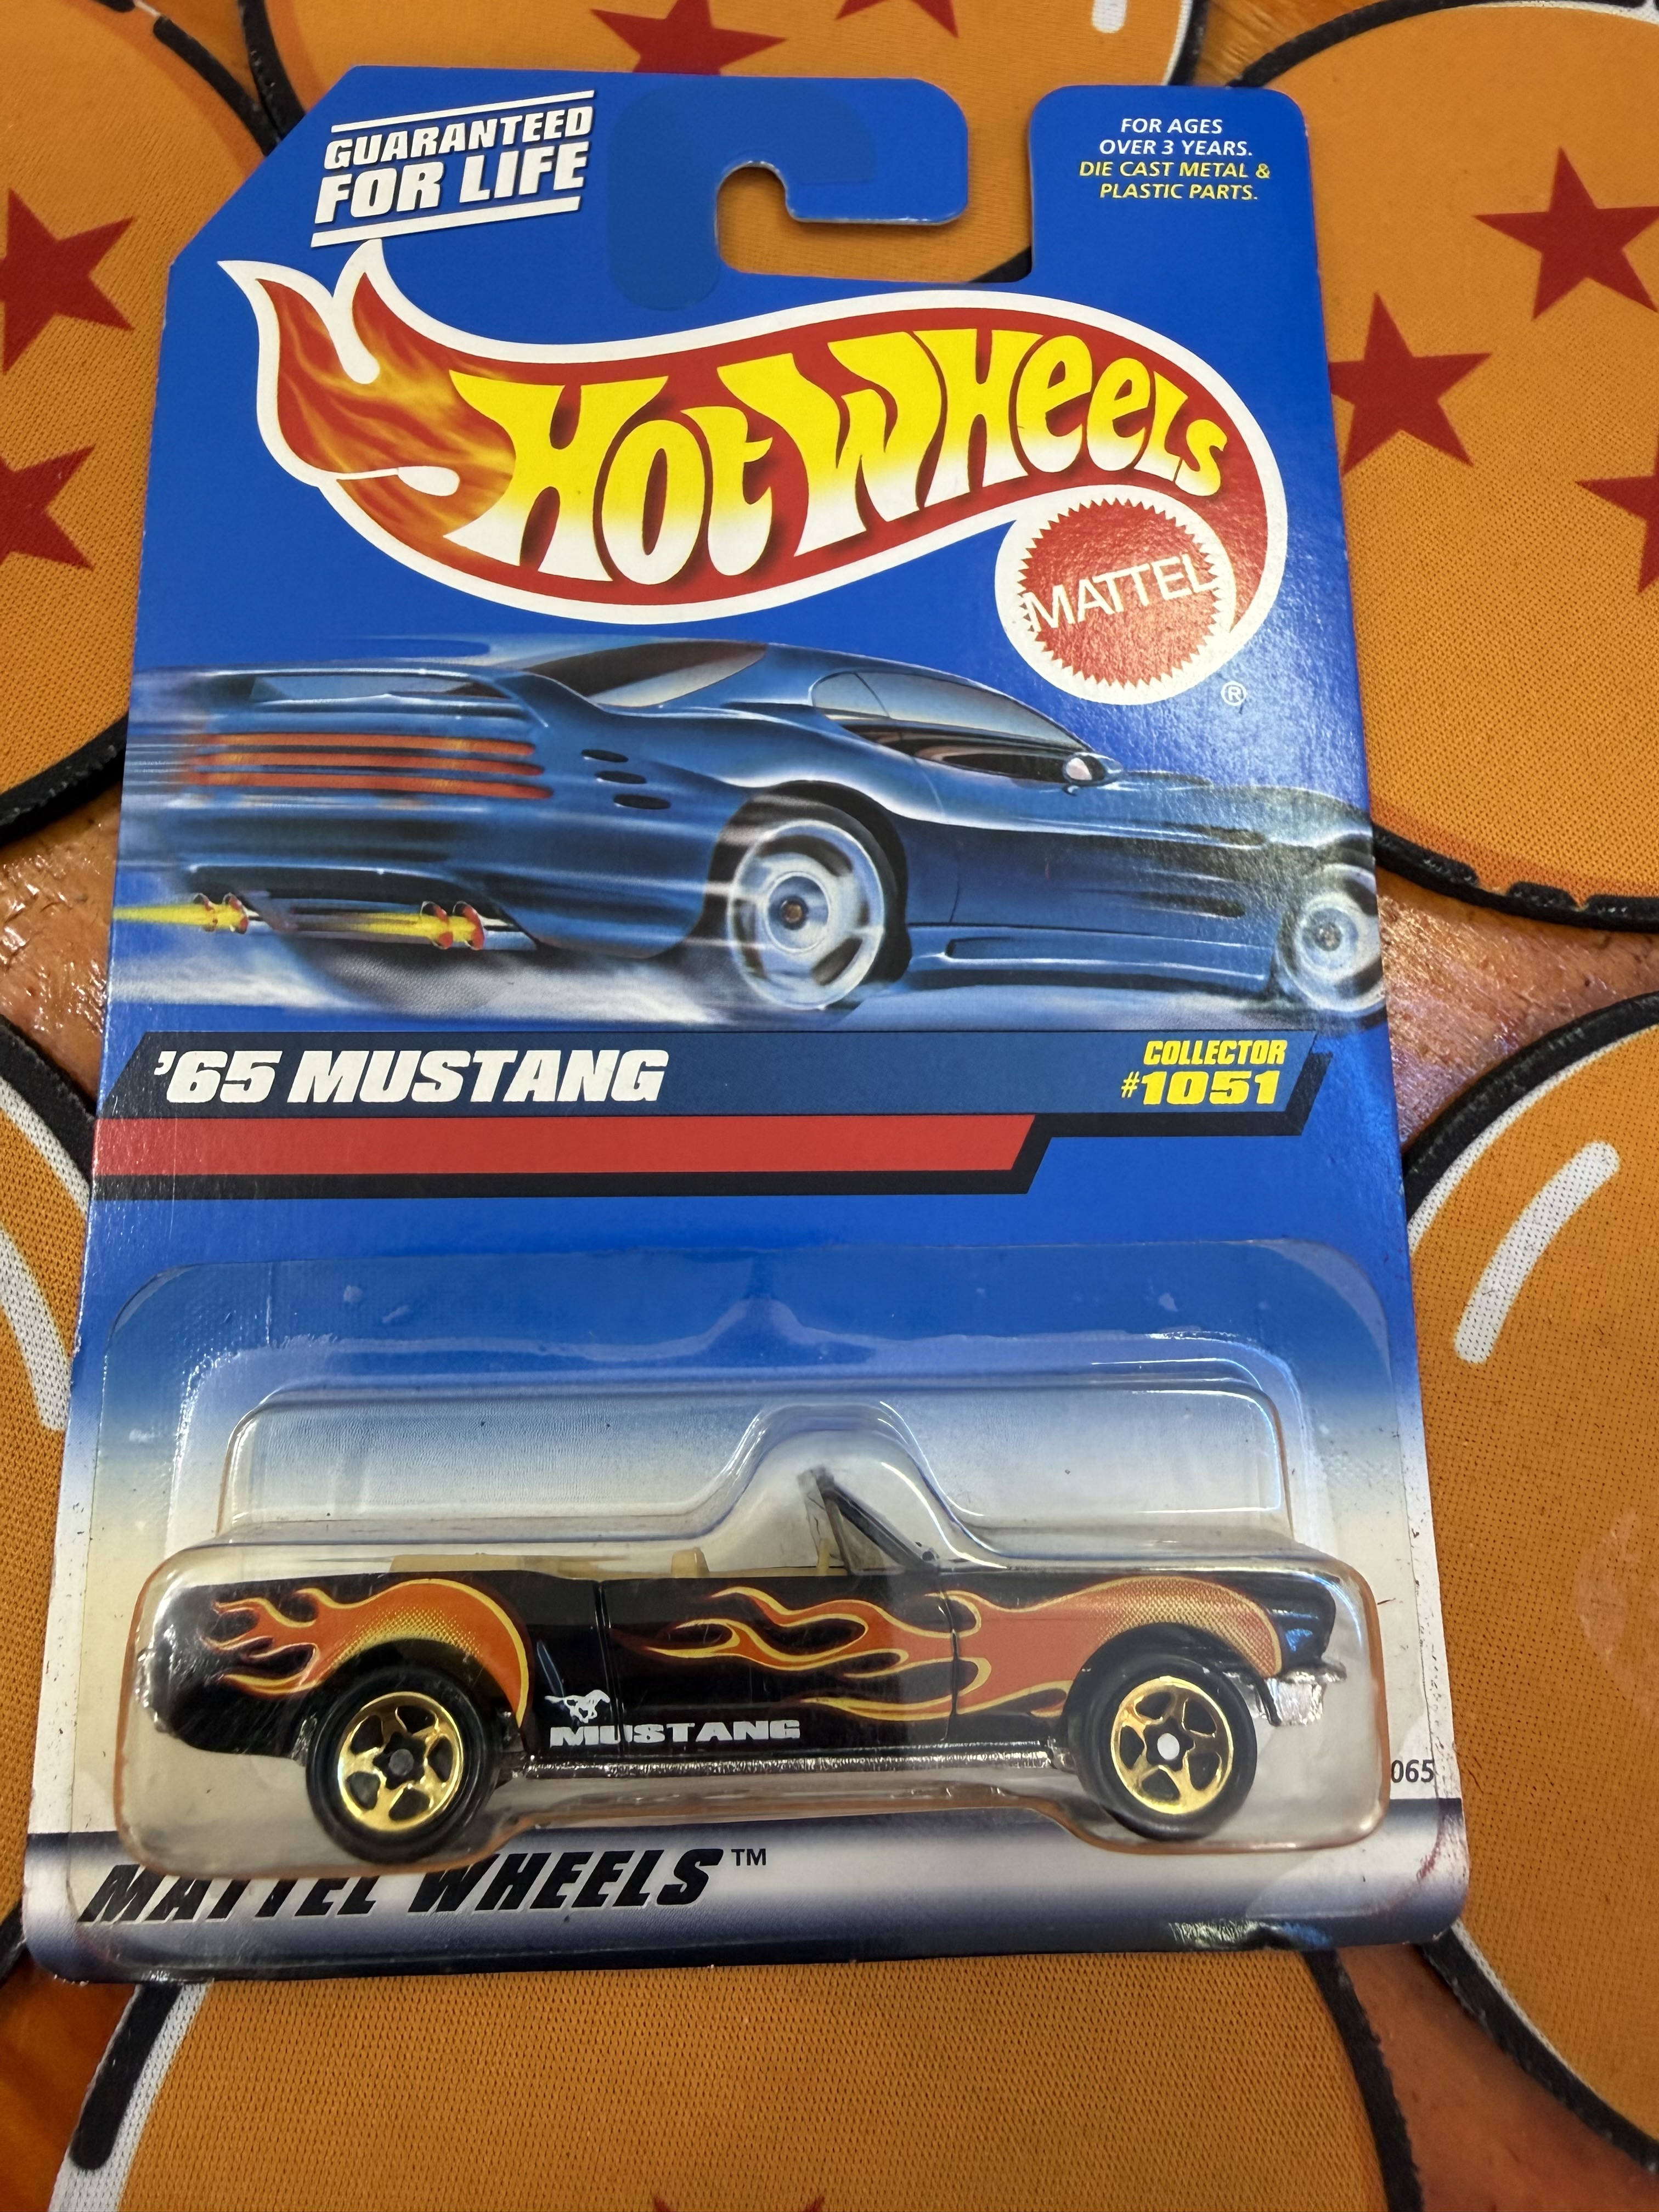 GUARANTEED
FOR LIFE
FOR AGES
OVER 3 YEARS.
DIE CAST METAL &
PLASTIC PARTS.
HOT WHEELS
MATTEL
®
'65 MUSTANG
COLLECTOR
#1051
MUSTANG
065
MATTEL WHEELS™